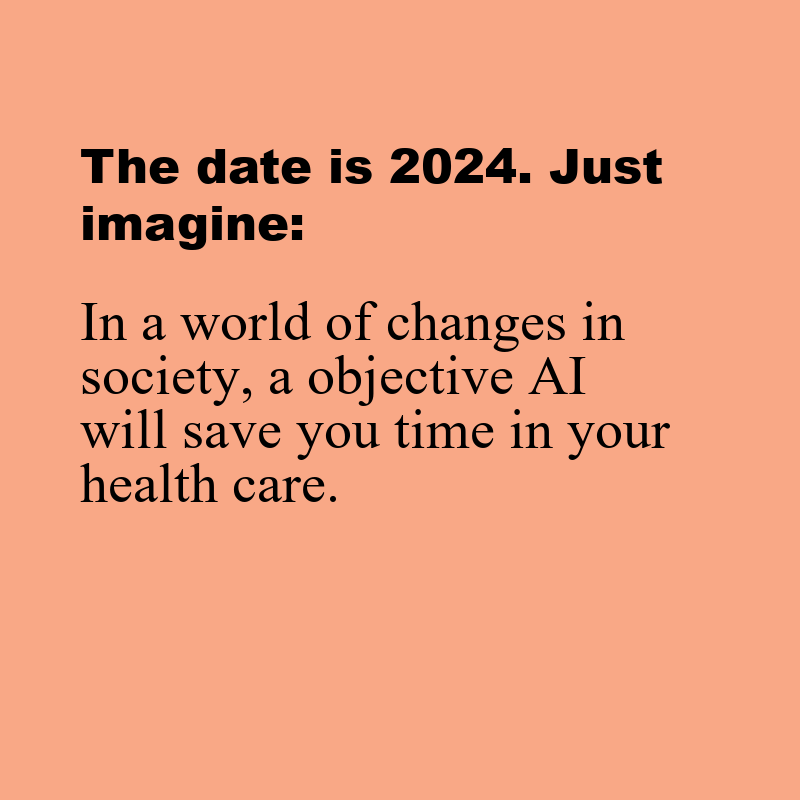 The date is 2024. Just
imagine:
In a world of changes in
society, a objective AI
will save you time in your
health care.